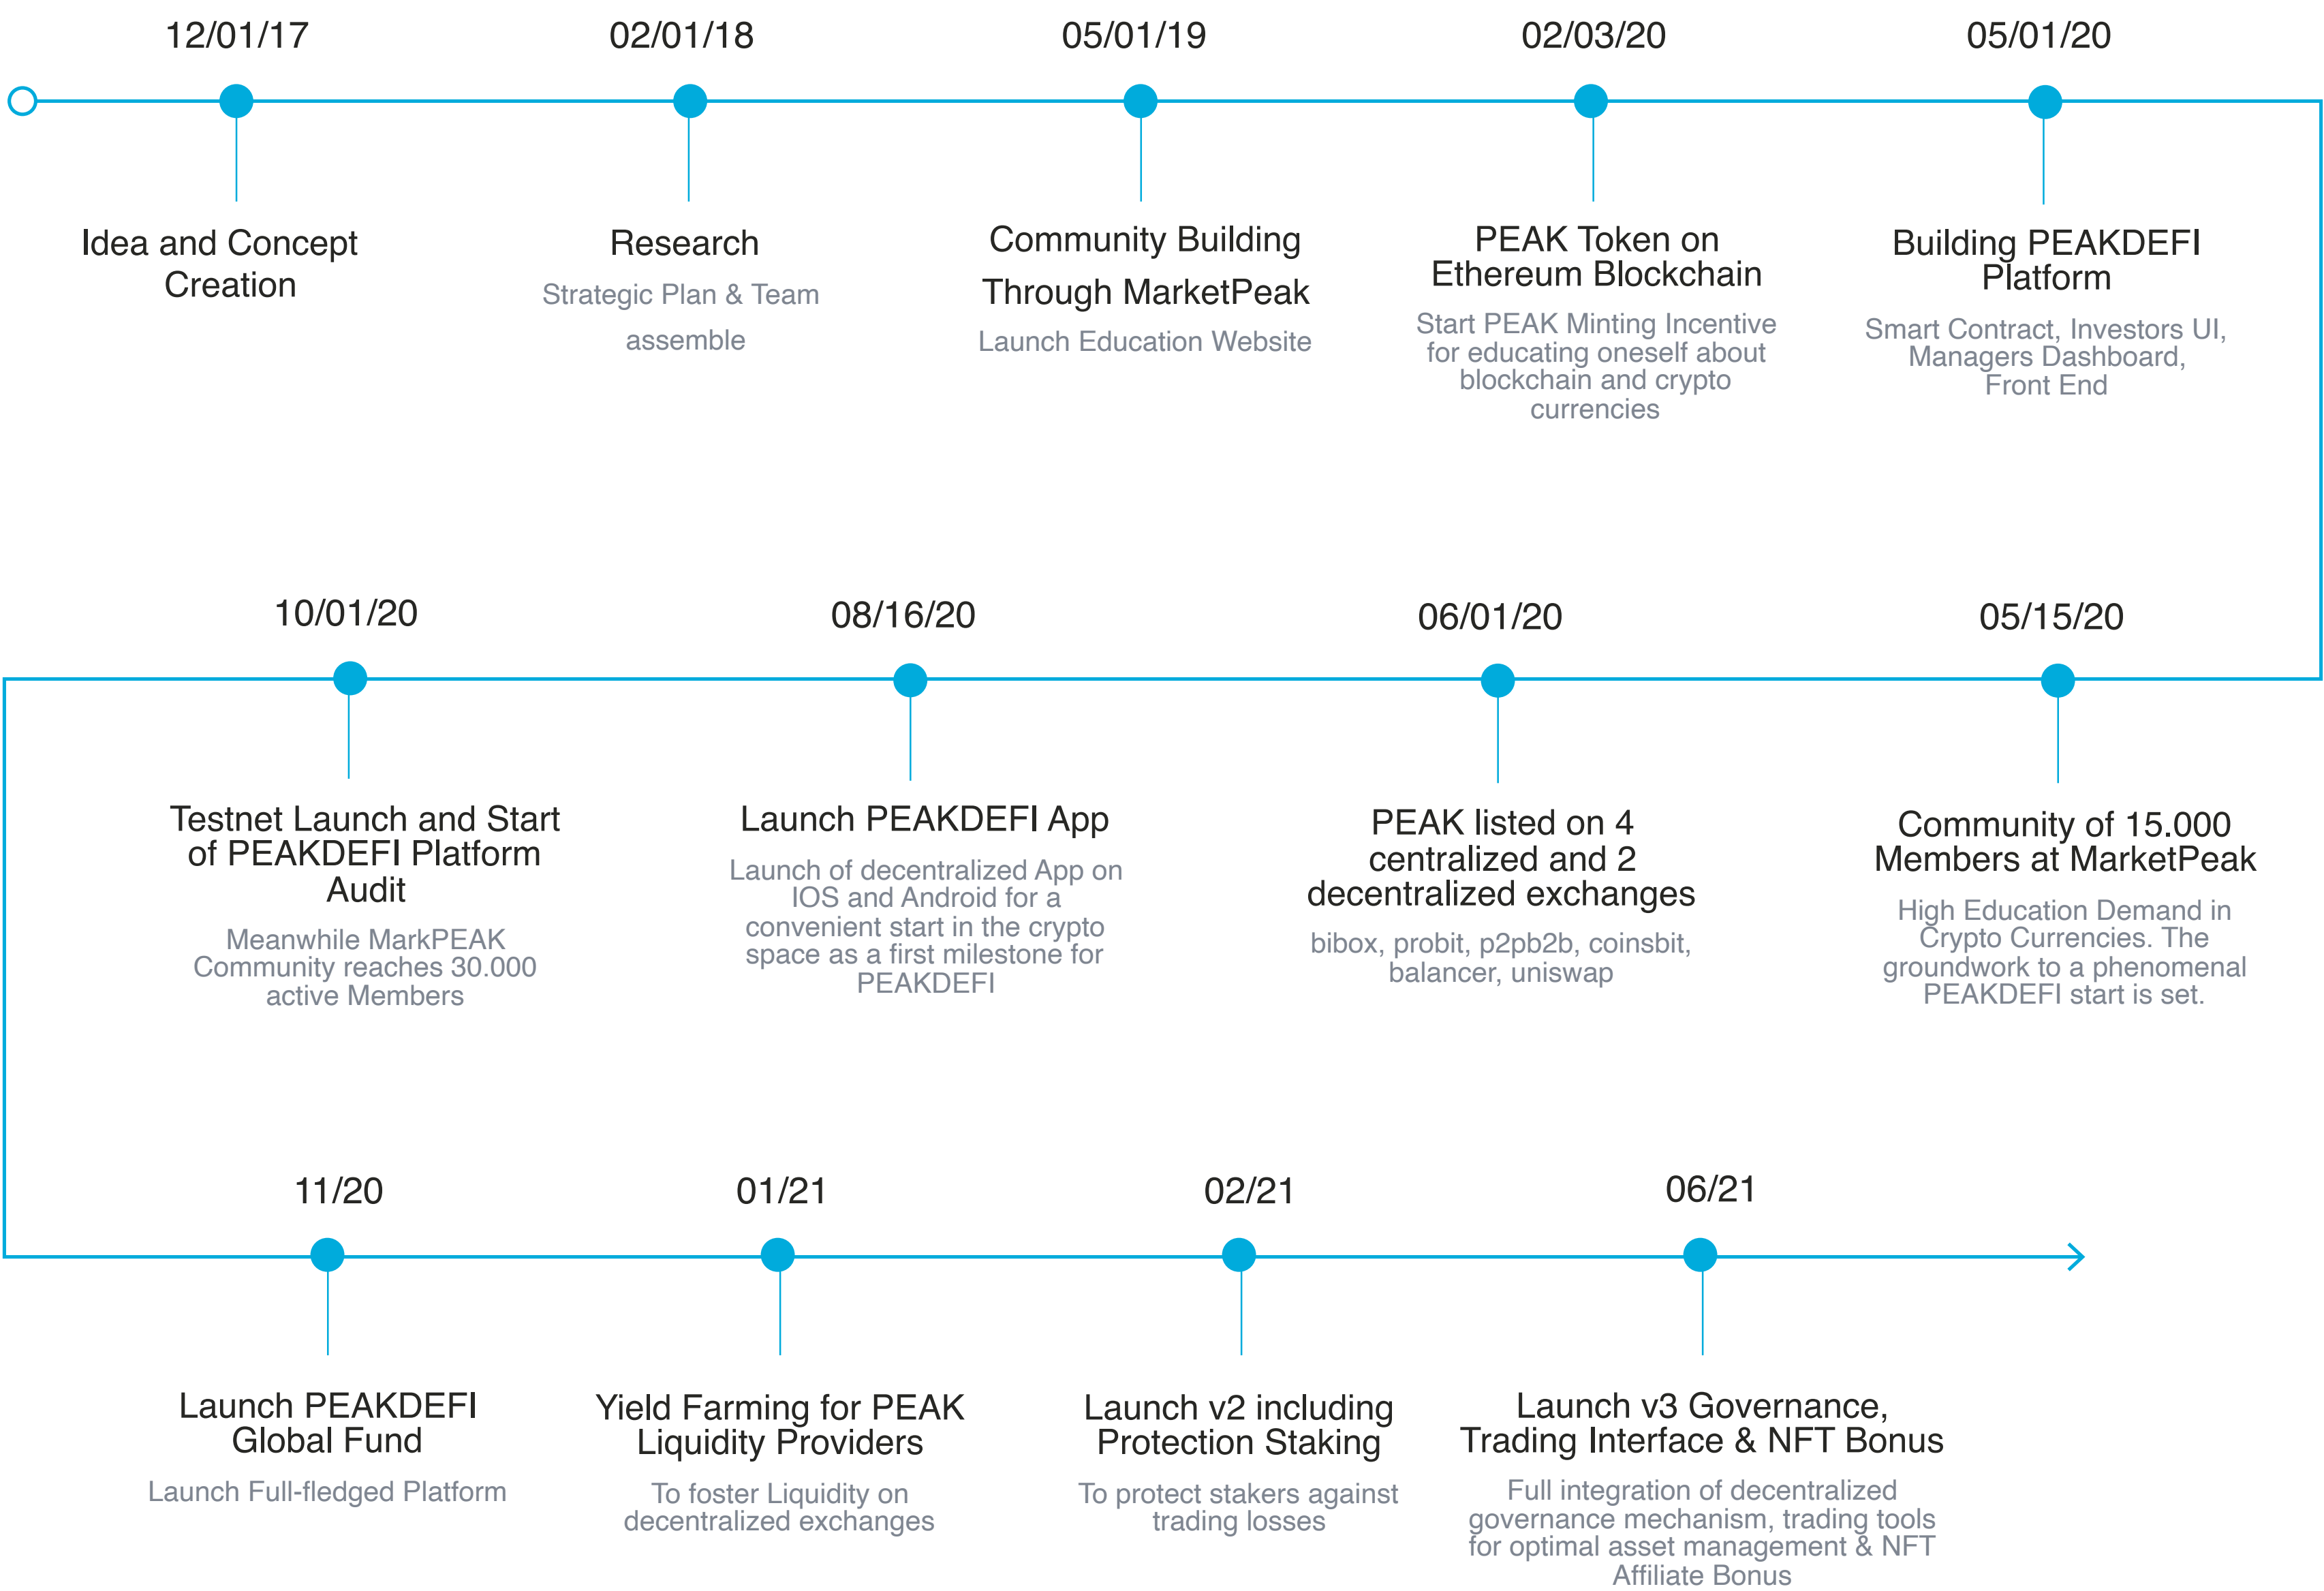 12/01/17
Idea and Concept
Creation
02/01/18
Research
Strategic Plan & Team
assemble
05/01/19
Community Building
Through MarketPeak
Launch Education Website
02/03/20
PEAK Token on
Ethereum Blockchain
Start PEAK Minting Incentive
for educating oneself about
blockchain and crypto
currencies
05/01/20
Building PEAKDEFI
Platform
Smart Contract, Investors UI,
Managers Dashboard,
Front End
05/15/20
Community of 15.000
Members at MarketPeak
High Education Demand in
Crypto Currencies. The
groundwork to a phenomenal
PEAKDEFI start is set.
06/01/20
PEAK listed on 4
centralized and 2
decentralized exchanges
bibox, probit, p2pb2b, coinsbit,
balancer, uniswap
08/16/20
Launch PEAKDEFI App
Launch of decentralized App on
IOS and Android for a
convenient start in the crypto
space as a first milestone for
PEAKDEFI
10/01/20
Testnet Launch and Start
of PEAKDEFI Platform
Audit
Meanwhile MarkPEAK
Community reaches 30.000
active Members
11/20
Launch PEAKDEFI
Global Fund
Launch Full-fledged Platform
01/21
Yield Farming for PEAK
Liquidity Providers
To foster Liquidity on
decentralized exchanges
02/21
Launch v2 including
Protection Staking
To protect stakers against
trading losses
06/21
Launch v3 Governance,
Trading Interface & NFT Bonus
Full integration of decentralized
governance mechanism, trading tools
for optimal asset management & NFT
Affiliate Bonus